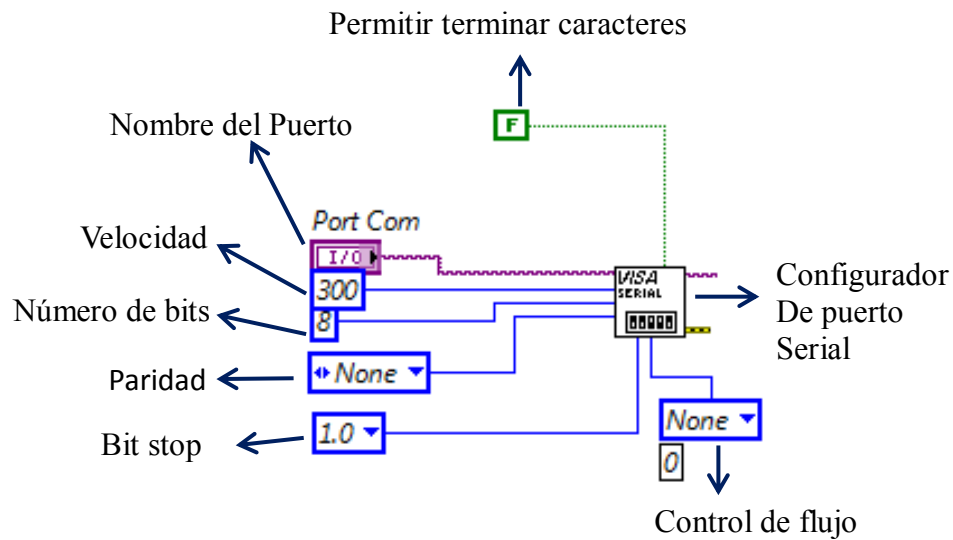 Permitir terminar caracteres
F
Nombre del Puerto
Port Com
I/O
Velocidad
300
VISA
SERIAL
Configurador
De puerto
Serial
Número de bits
8
Paridad
None
None
Bit stop
1.0
0
Control de flujo